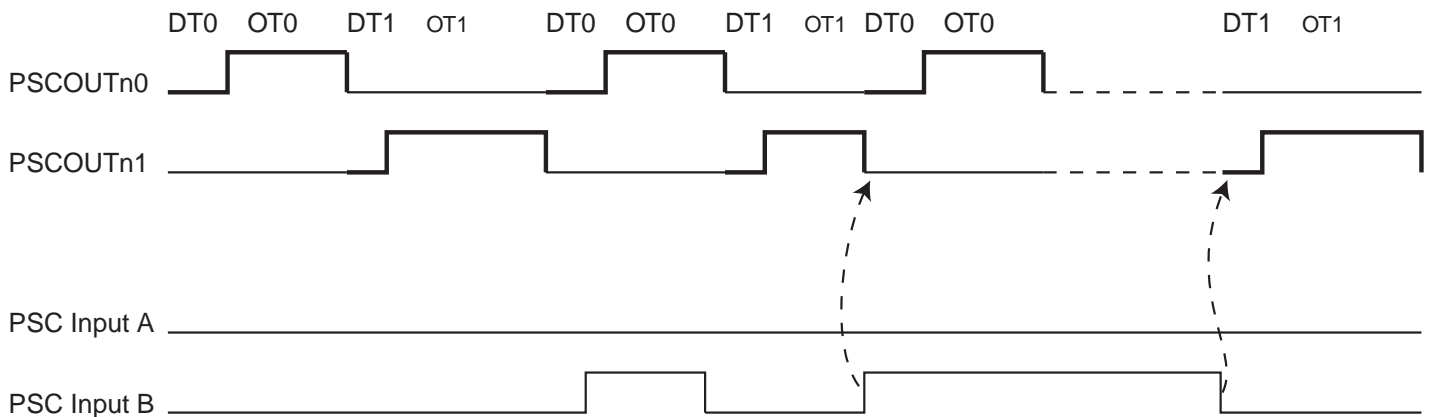 DT0 OT0 DT1 OT1 DT0 OT0 DT1 OT1 DT0 OT0 DT1 OT1
PSCOUTn0
PSCOUTn1
PSC Input A
PSC Input B